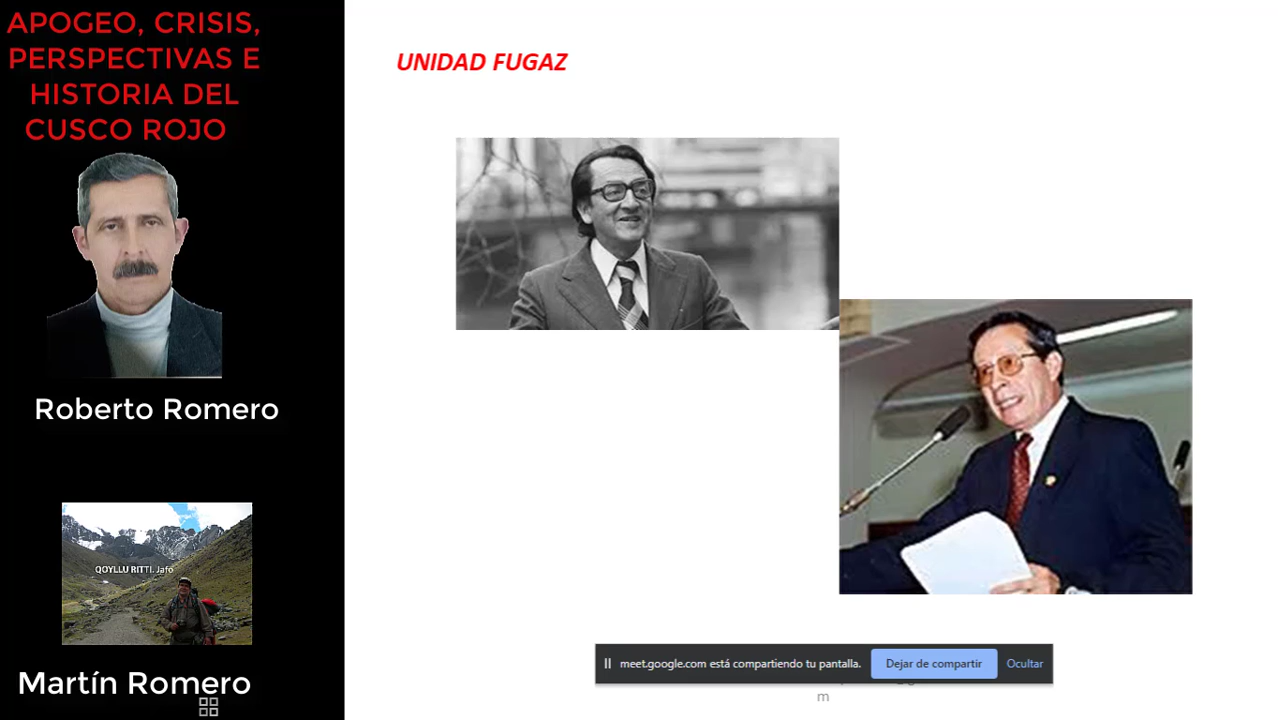 APOGEO, CRISIS,
PERSPECTIVAS E
HISTORIA DEL
CUSCO ROJO
Roberto Romero
QOYLLU RITTI. Jafo
Martín Romero
UNIDAD FUGAZ
meet.google.com está compartiendo tu pantalla.
Dejar de compartir
Ocultar
m